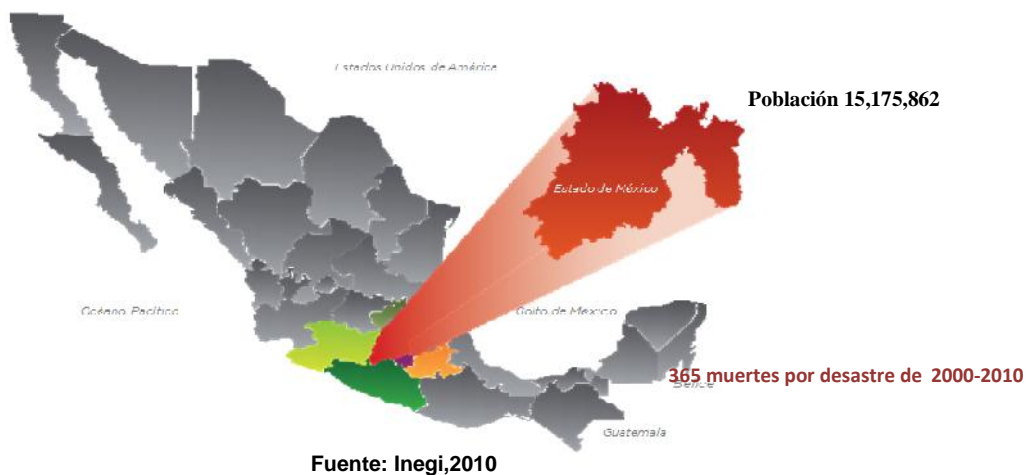 Estados Unidos de América
Población 15,175,862
Estado de México
Océano Pacífico
Golfo de México
365 muertes por desastre de 2000-2010
Belice
Guatemala
Fuente: Inegi,2010